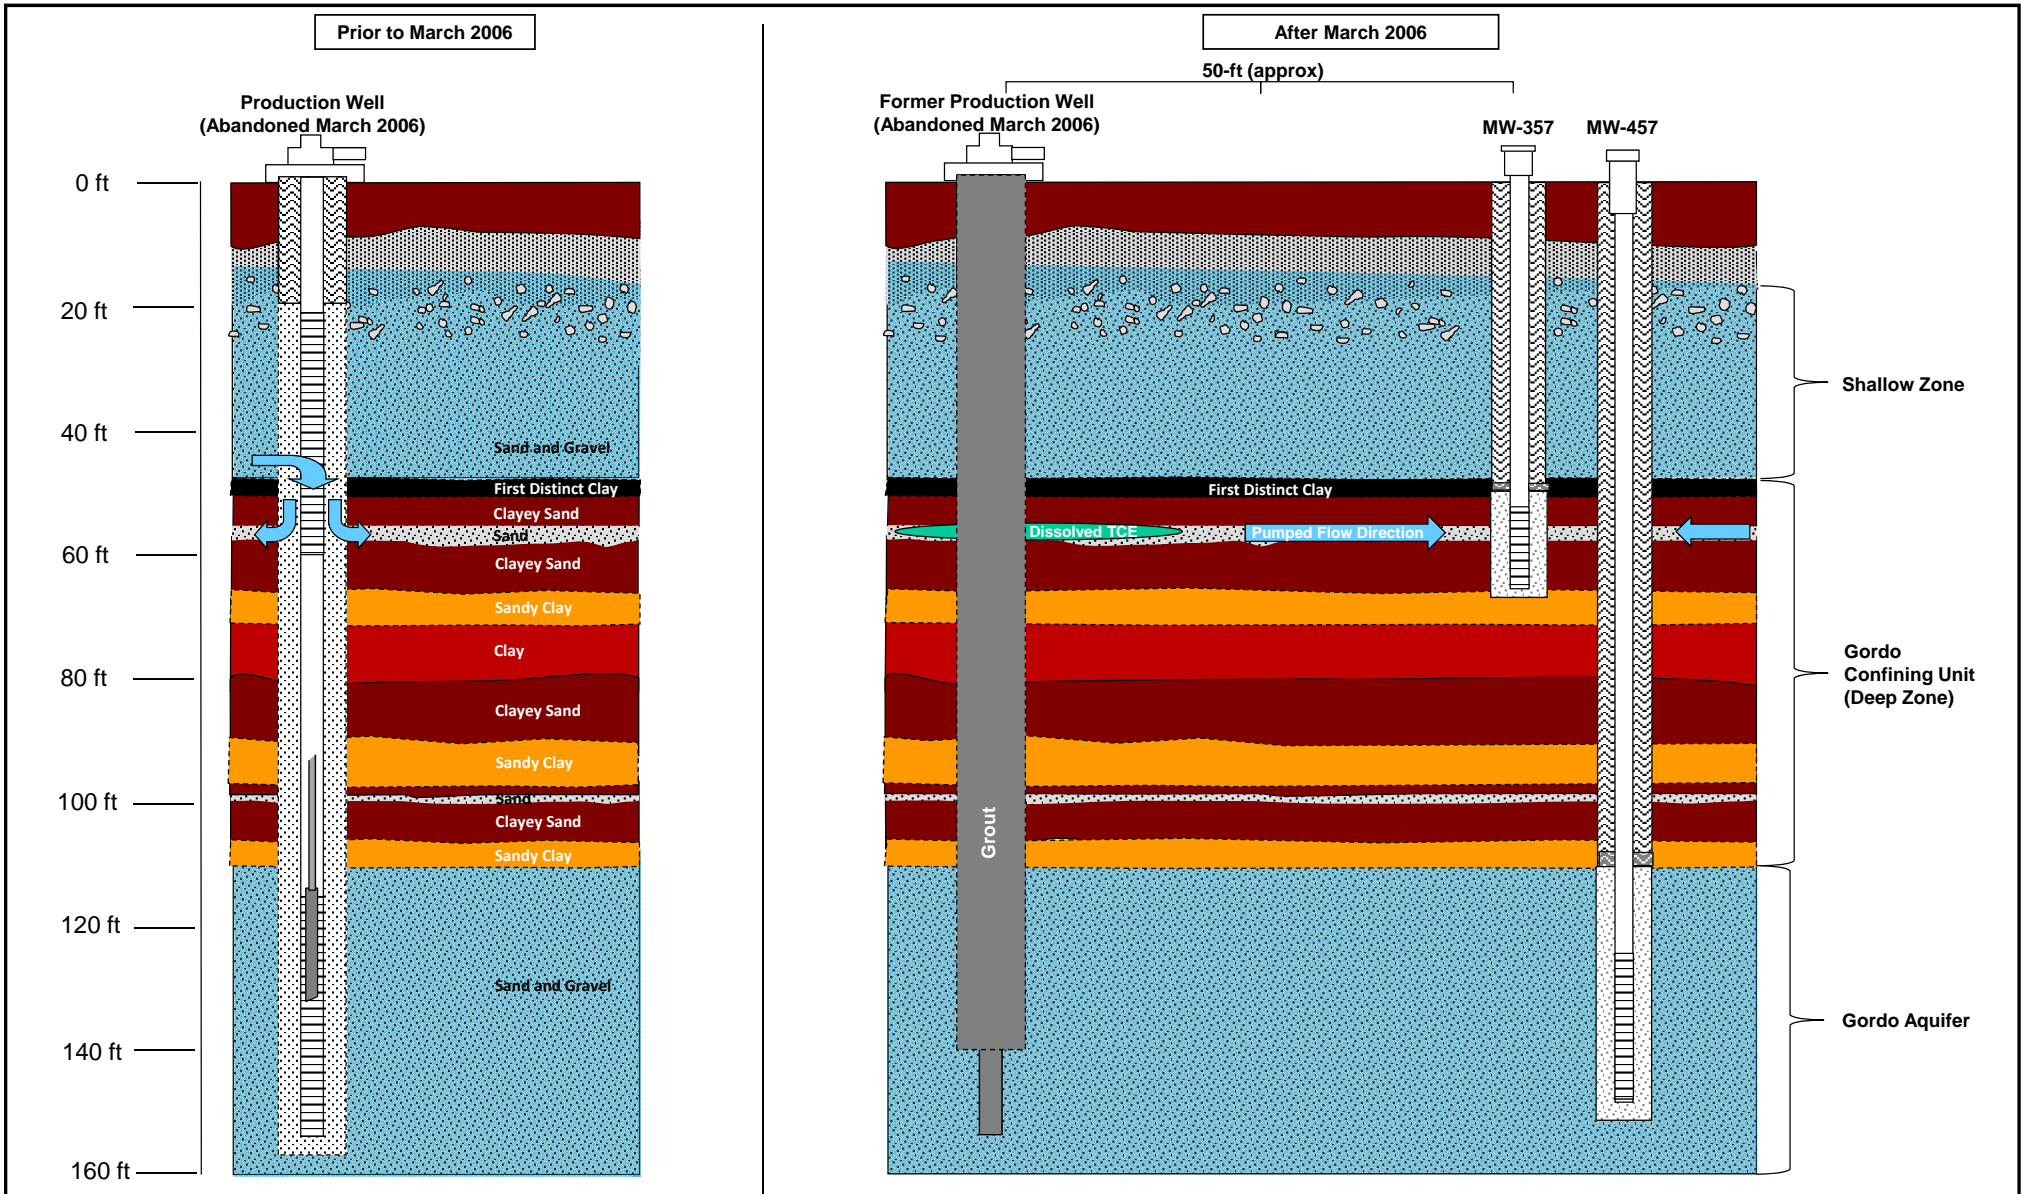 Prior to March 2006
After March 2006
50-ft (approx)
Production Well
(Abandoned March 2006)
Former Production Well
(Abandoned March 2006)
MW-357
MW-457
0 ft
20 ft
40 ft
60 ft
80 ft
100 ft
120 ft
140 ft
160 ft
Sand and Gravel
First Distinct Clay
Clayey Sand
Sand
Clayey Sand
Sandy Clay
Clay
Clayey Sand
Sandy Clay
Sand
Clayey Sand
Sandy Clay
Sand and Gravel
First Distinct Clay
Dissolved TCE
Pumped Flow Direction
Grout
Shallow Zone
Gordo
Confining Unit
(Deep Zone)
Gordo Aquifer